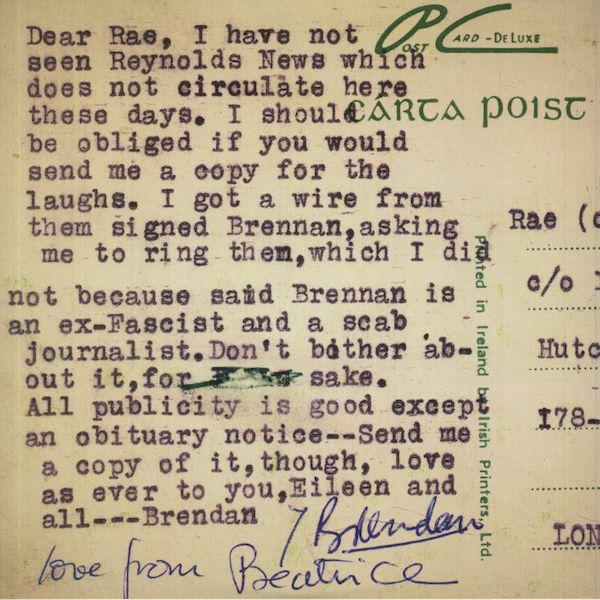 Dear Rae, I have not
seen Reynolds News which
does not circulate here
these days. I should
be obliged if you would
send me a copy for the
laughs. I got a wire from
them signed Brennan,asking
me to ring them,which I did
not because said Brennan is
an ex-Fascist and a scab
journalist.Don't bother ab-
out it,for sake.
All publicity is good except
an obituary notice--Send me
a copy of it,though, love
as ever to you,Eileen and
all---Brendan
Brendan
love from Beatrice
POST CARD - DE LUXE
CÁRTA POIST
Printed in Ireland by Irish Printers, Ltd.
Rae (
c/o
Hutc
178-
LON